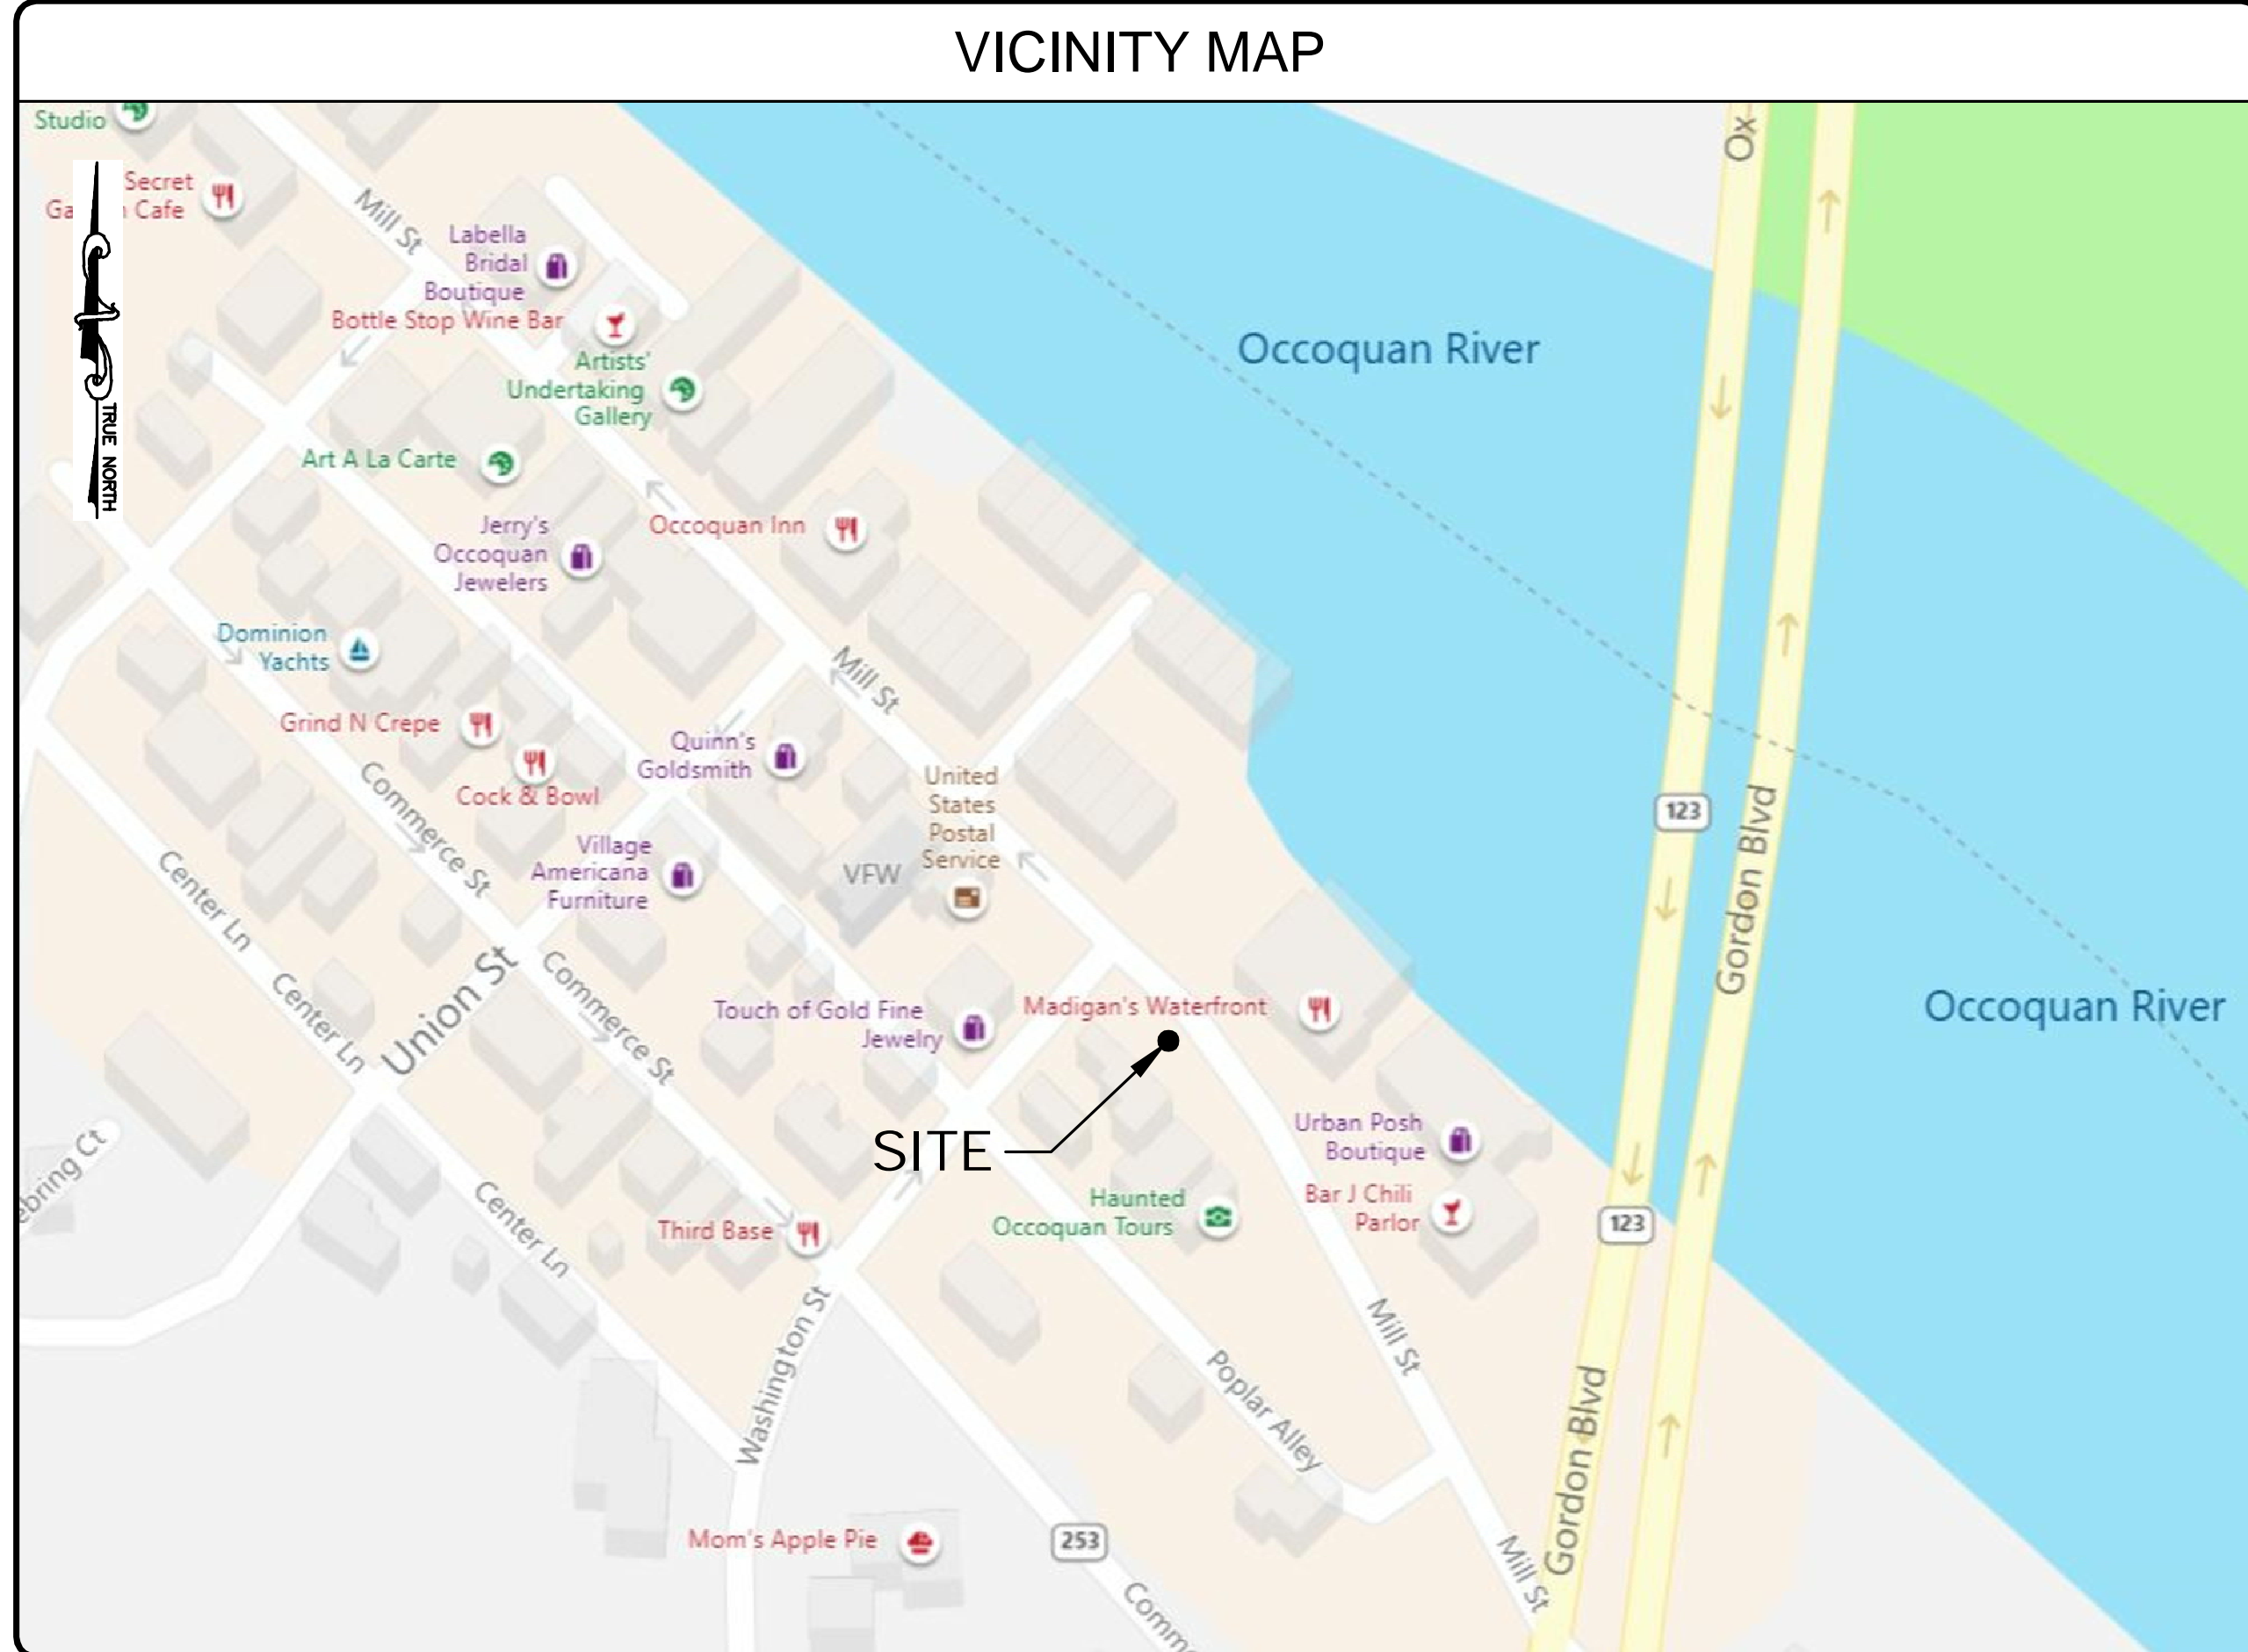 VICINITY MAP
Studio
Secret
Cafe
TRUE NORTH
Mill St
Labella
Bridal
Boutique
Bottle Stop Wine Bar
Artists'
Undertaking
Gallery
Art A La Carte
Jerry's
Occoquan
Jewelers
Occoquan Inn
Occoquan River
Ox
Dominion
Yachts
Mill St
Grind N Crepe
Quinn's
Goldsmith
Cock & Bowl
United
States
Postal
Service
VFW
Village
Americana
Furniture
Commerce St
Center Ln
123
Gordon Blvd
Union St
Commerce St
Center Ln
Touch of Gold Fine
Jewelry
Madigan's Waterfront
Occoquan River
SITE
Urban Posh
Boutique
Haunted
Occoquan Tours
Bar J Chili
Parlor
123
Third Base
Center Ln
Washington St
Mill St
Poplar Alley
Gordon Blvd
Mom's Apple Pie
253
Mill St